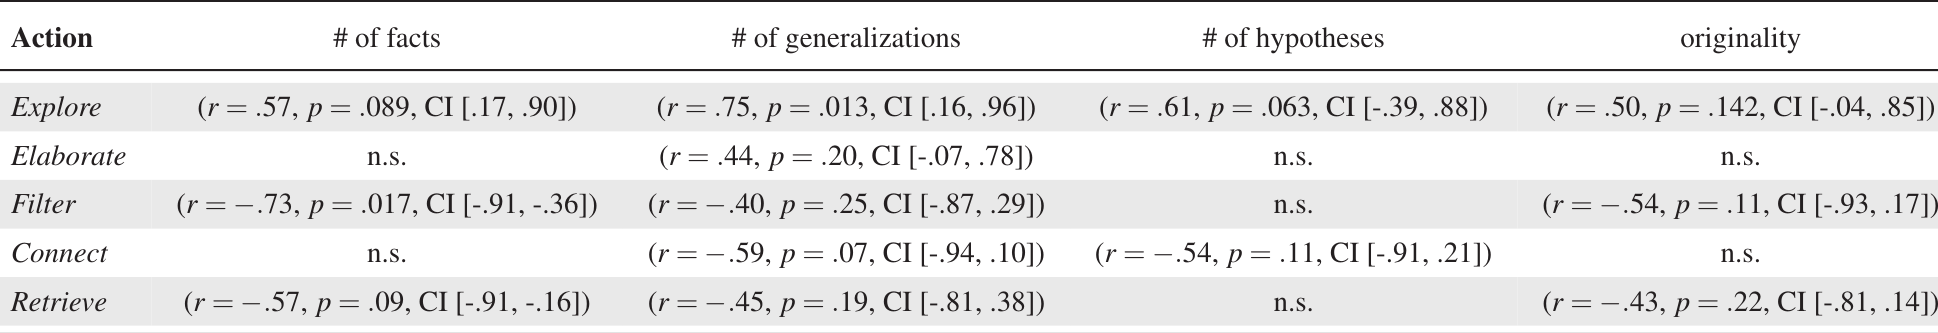 Action # of facts # of generalizations # of hypotheses originality
Explore (r = .57, p = .089, CI [.17, .90]) (r = .75, p = .013, CI [.16, .96]) (r = .61, p = .063, CI [-.39, .88]) (r = .50, p = .142, CI [-.04, .85])
Elaborate n.s. (r = .44, p = .20, CI [-.07, .78]) n.s. n.s.
Filter (r = −.73, p = .017, CI [-.91, -.36]) (r = −.40, p = .25, CI [-.87, .29]) n.s. (r = −.54, p = .11, CI [-.93, .17])
Connect n.s. (r = −.59, p = .07, CI [-.94, .10]) (r = −.54, p = .11, CI [-.91, .21]) n.s.
Retrieve (r = −.57, p = .09, CI [-.91, -.16]) (r = −.45, p = .19, CI [-.81, .38]) n.s. (r = −.43, p = .22, CI [-.81, .14])